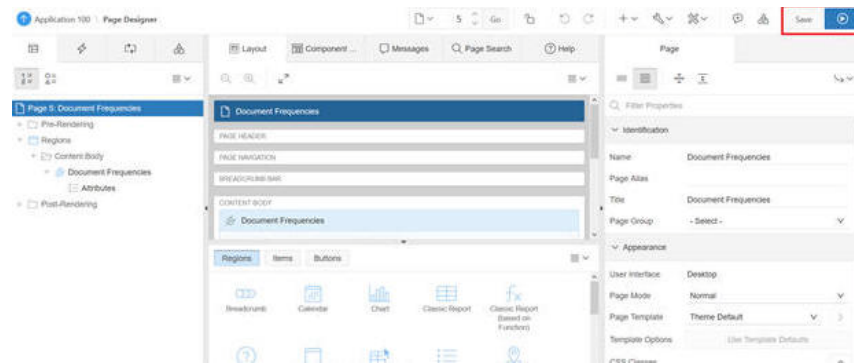 Application 100 \ Page Designer
5
Go
Save
Layout
Component ...
Messages
Page Search
Help
Page
Page 5: Document Frequencies
Pre-Rendering
Regions
Content Body
Document Frequencies
Attributes
Post-Rendering
Document Frequencies
PAGE HEADER
PAGE NAVIGATION
BREADCRUMB BAR
CONTENT BODY
Document Frequencies
Regions
Items
Buttons
Breadcrumb
Calendar
Chart
Classic Report
Classic Report
(based on
Function)
Filter Properties
Identification
Name
Document Frequencies
Page Alias
Title
Document Frequencies
Page Group
- Select -
Appearance
User Interface
Desktop
Page Mode
Normal
Page Template
Theme Default
Template Options
Use Template Defaults
CSS Classes